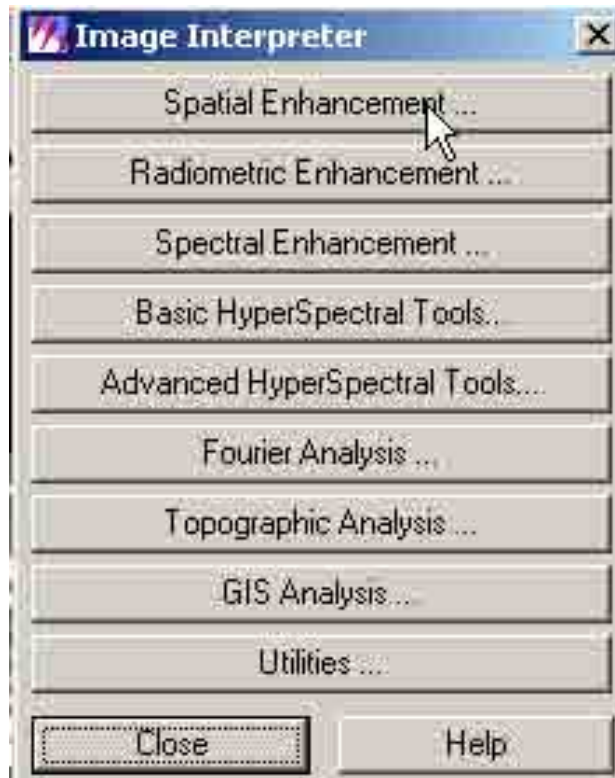 Image Interpreter
Spatial Enhancement ...
Radiometric Enhancement ...
Spectral Enhancement ...
Basic HyperSpectral Tools...
Advanced HyperSpectral Tools....
Fourier Analysis ...
Topographic Analysis ...
GIS Analysis ...
Utilities ...
Close Help